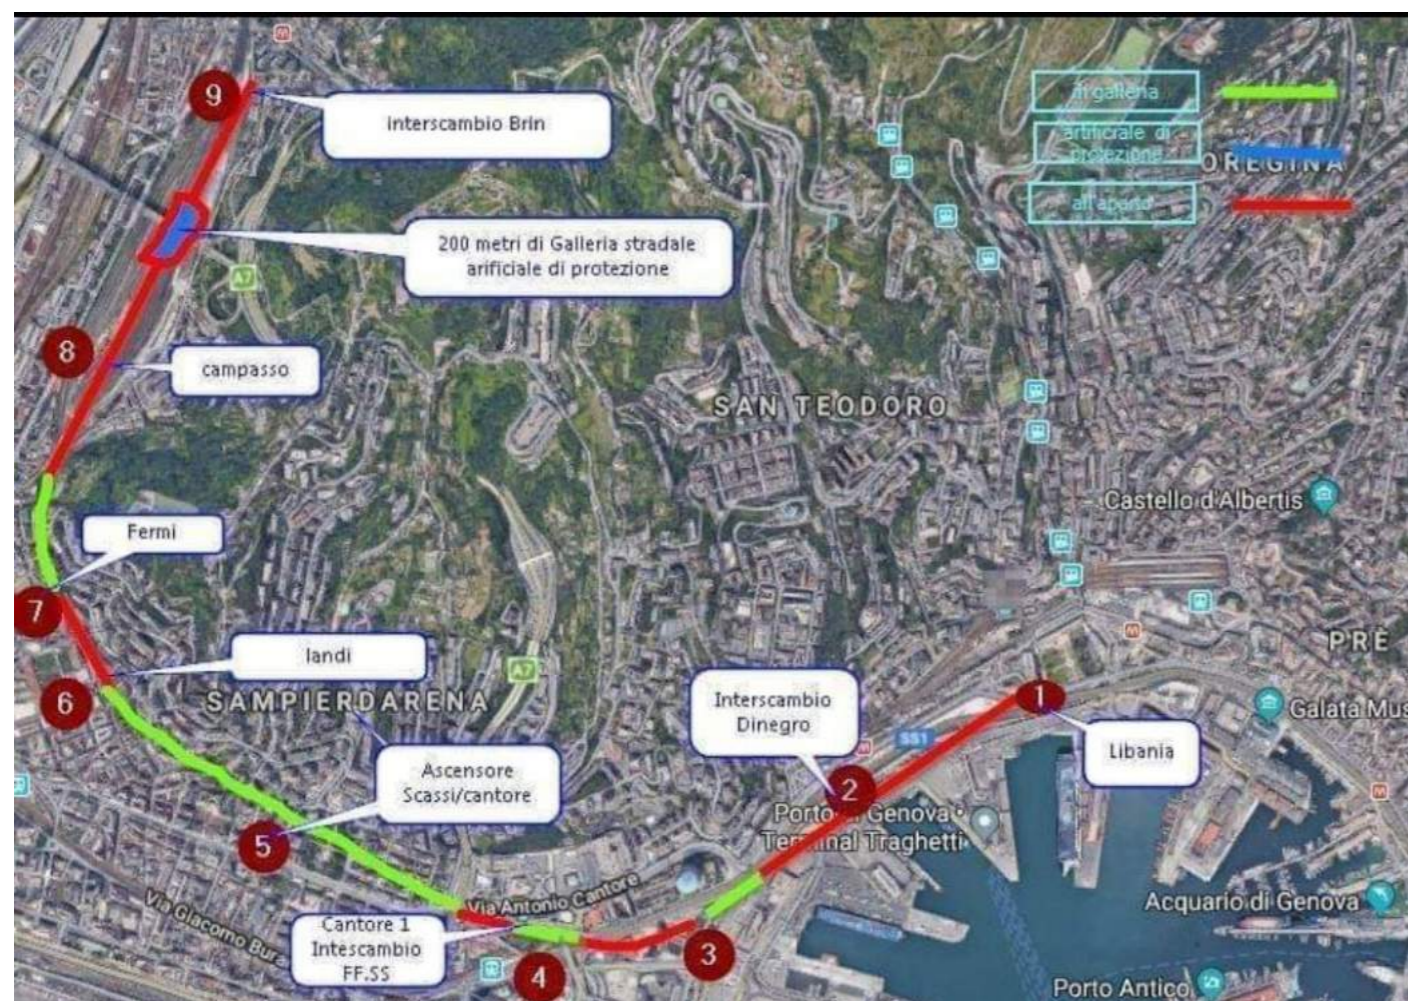 9
interscambio Brin
in galleria
artificrale di
protezione
OREGINA
all'aparto
200 metri di Galleria stradale
arificiale di protezione
A7
8
campasso
SAN TEODORO
Castello d'Albertis
Fermi
7
landi
6
SAMPIERDARENA
A7
Interscambio
Dinegro
SS1
1
PRÈ
Galata Mus
Libania
2
Ascensore
Scassi/cantore
5
Porto di Genova
Terminal Traghetti
Via Antonio Cantore
Via Giacomo Bura
Cantore 1
Intescambio
FF.SS
4
3
Acquario di Genova
Porto Antico